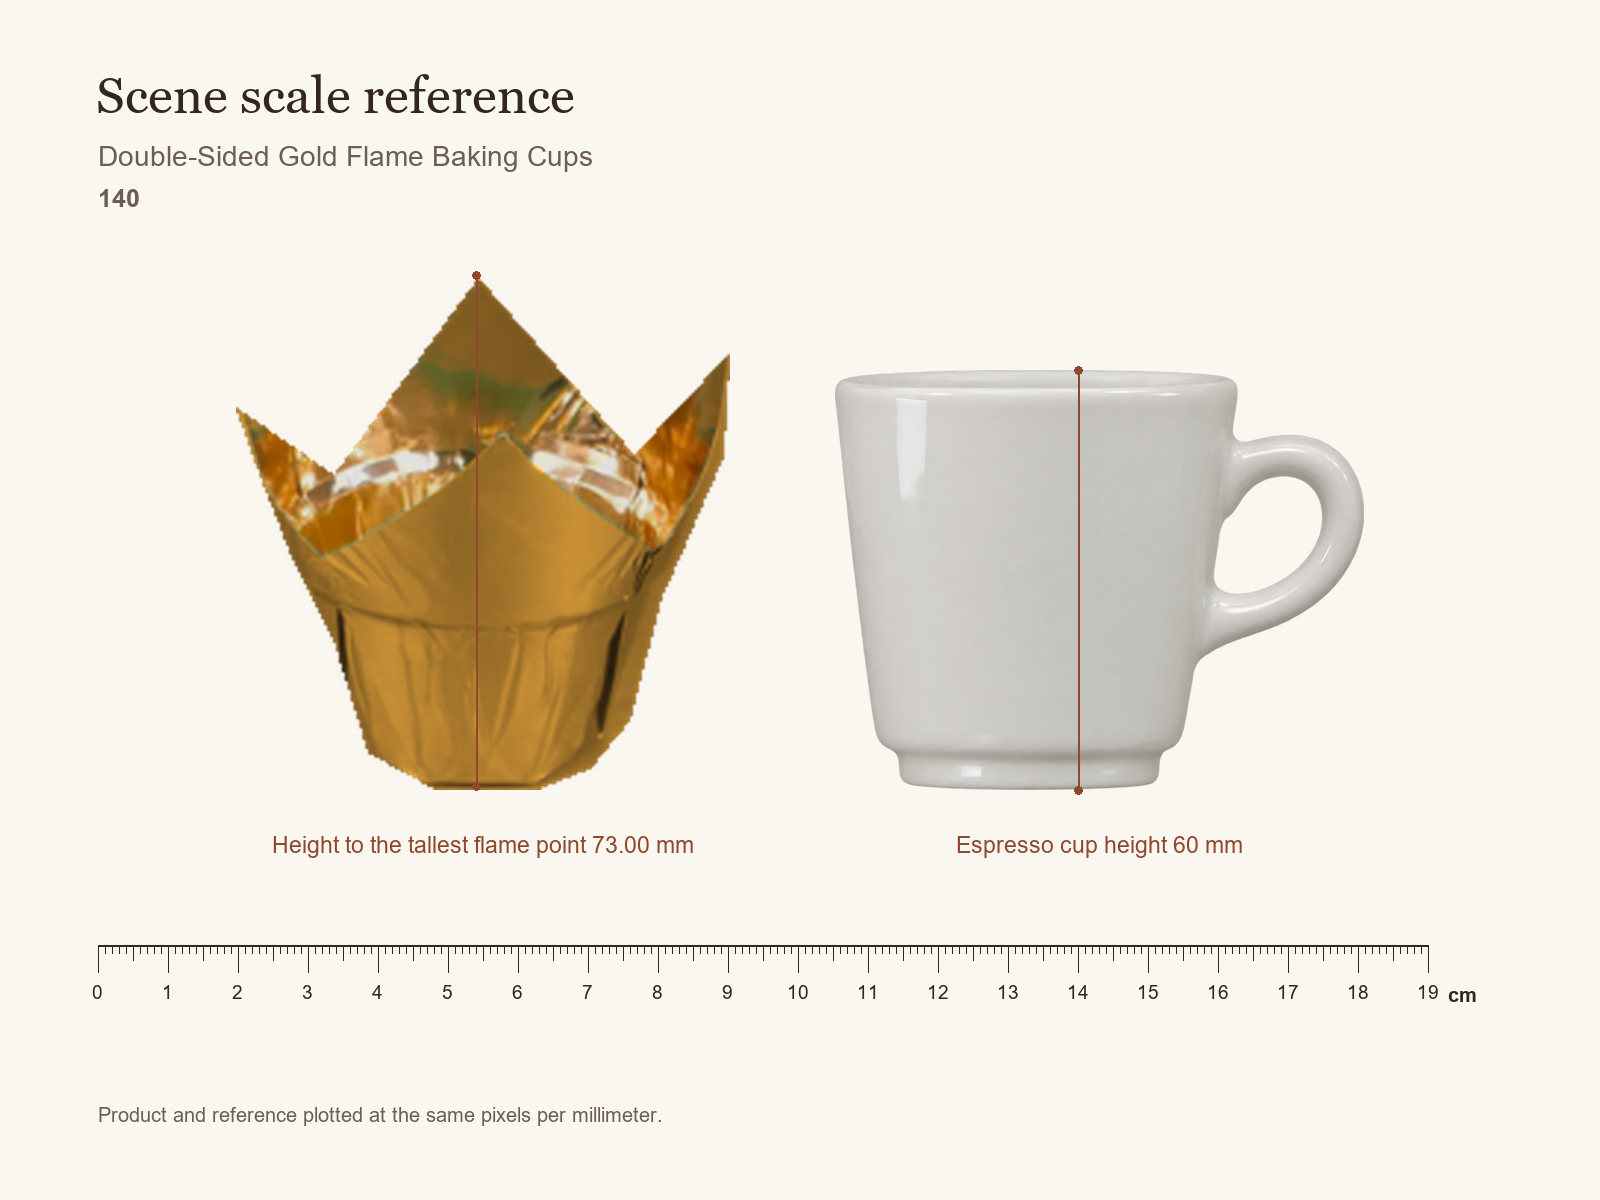 Scene scale reference
Double-Sided Gold Flame Baking Cups
140
Height to the tallest flame point 73.00 mm
Espresso cup height 60 mm
0 1 2 3 4 5 6 7 8 9 10 11 12 13 14 15 16 17 18 19 cm
Product and reference plotted at the same pixels per millimeter.